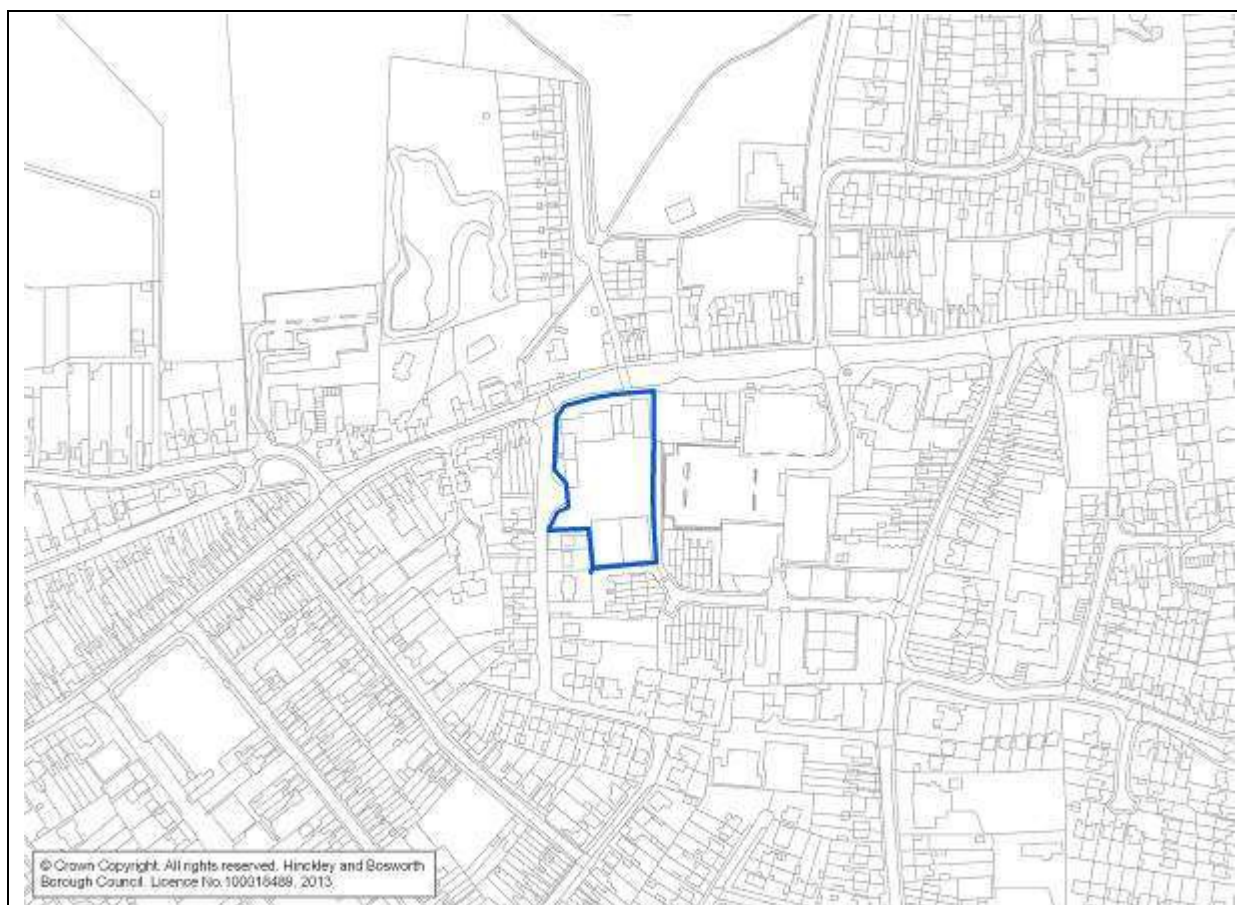 © Crown Copyright. All rights reserved. Hinckley and Bosworth
Borough Council. Licence No.100018489, 2013.